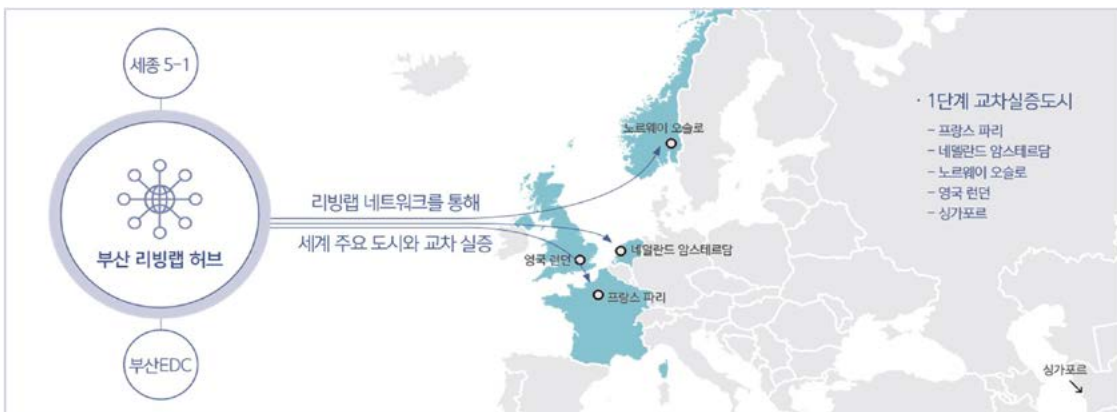 세종 5-1
부산 리빙랩 허브
부산EDC
리빙랩 네트워크를 통해
세계 주요 도시와 교차 실증
노르웨이 오슬로
영국 런던
네덜란드 암스테르담
프랑스 파리
· 1단계 교차실증도시
- 프랑스 파리
- 네델란드 암스테르담
- 노르웨이 오슬로
- 영국 런던
- 싱가포르
싱가포르